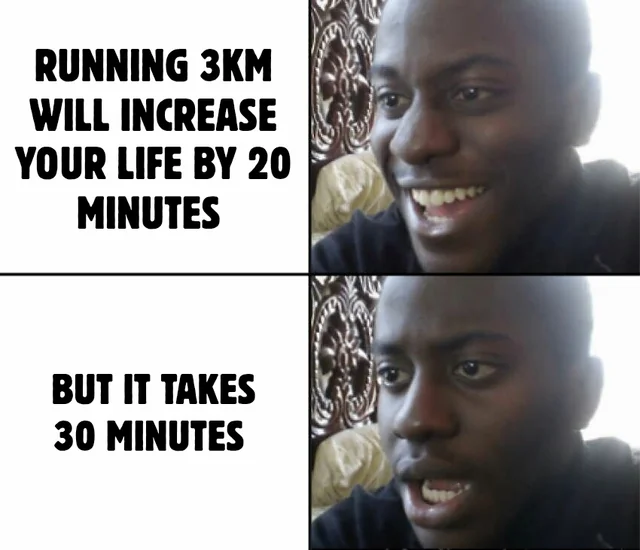 RUNNING 3KM
WILL INCREASE
YOUR LIFE BY 20
MINUTES
BUT IT TAKES
30 MINUTES